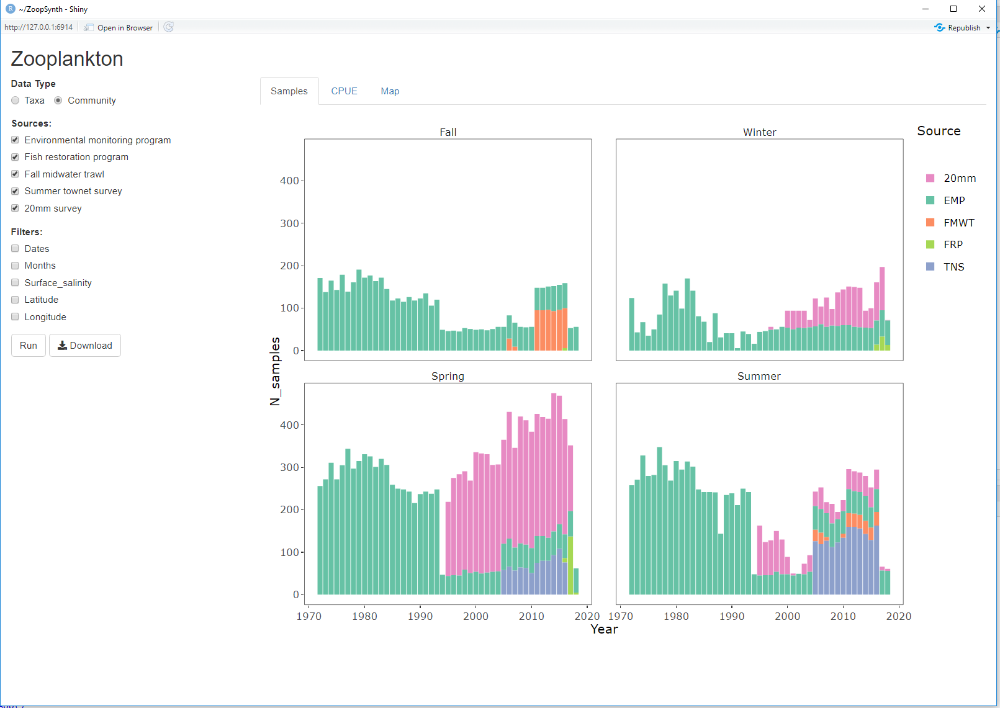 ~/ZoopSynth - Shiny
http://127.0.0.1:6914 Open in Browser Republish
Zooplankton
Data Type
Taxa Community
Sources:
Environmental monitoring program
Fish restoration program
Fall midwater trawl
Summer townet survey
20mm survey
Filters:
Dates
Months
Surface_salinity
Latitude
Longitude
Run Download
Samples CPUE Map
Fall Winter
Source
20mm
EMP
FMWT
FRP
TNS
400
300
200
100
0
N_samples
Spring Summer
400
300
200
100
0
1970 1980 1990 2000 2010 2020 1970 1980 1990 2000 2010 2020
Year